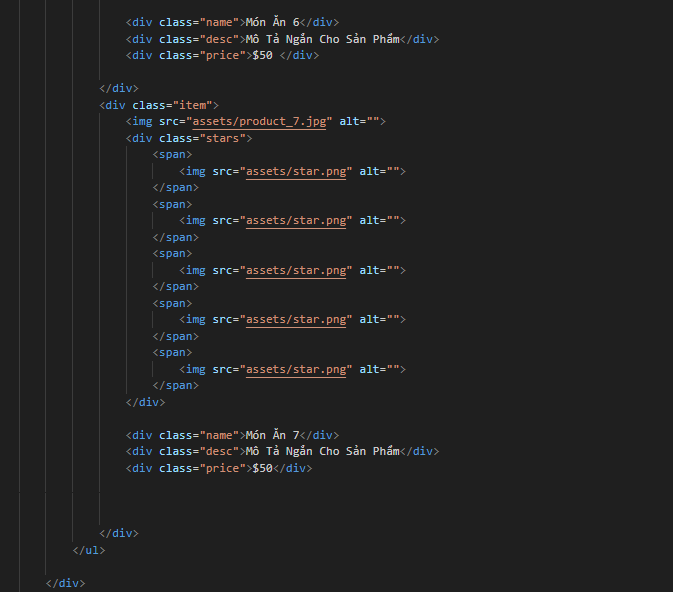 <div class="name">Món Ăn 6</div>
<div class="desc">Mô Tả Ngắn Cho Sản Phẩm</div>
<div class="price">$50 </div>
</div>
<div class="item">
<img src="assets/product_7.jpg" alt="">
<div class="stars">
<span>
<img src="assets/star.png" alt="">
</span>
<span>
<img src="assets/star.png" alt="">
</span>
<span>
<img src="assets/star.png" alt="">
</span>
<span>
<img src="assets/star.png" alt="">
</span>
<span>
<img src="assets/star.png" alt="">
</span>
</div>
<div class="name">Món Ăn 7</div>
<div class="desc">Mô Tả Ngắn Cho Sản Phẩm</div>
<div class="price">$50</div>
</div>
</ul>
</div>